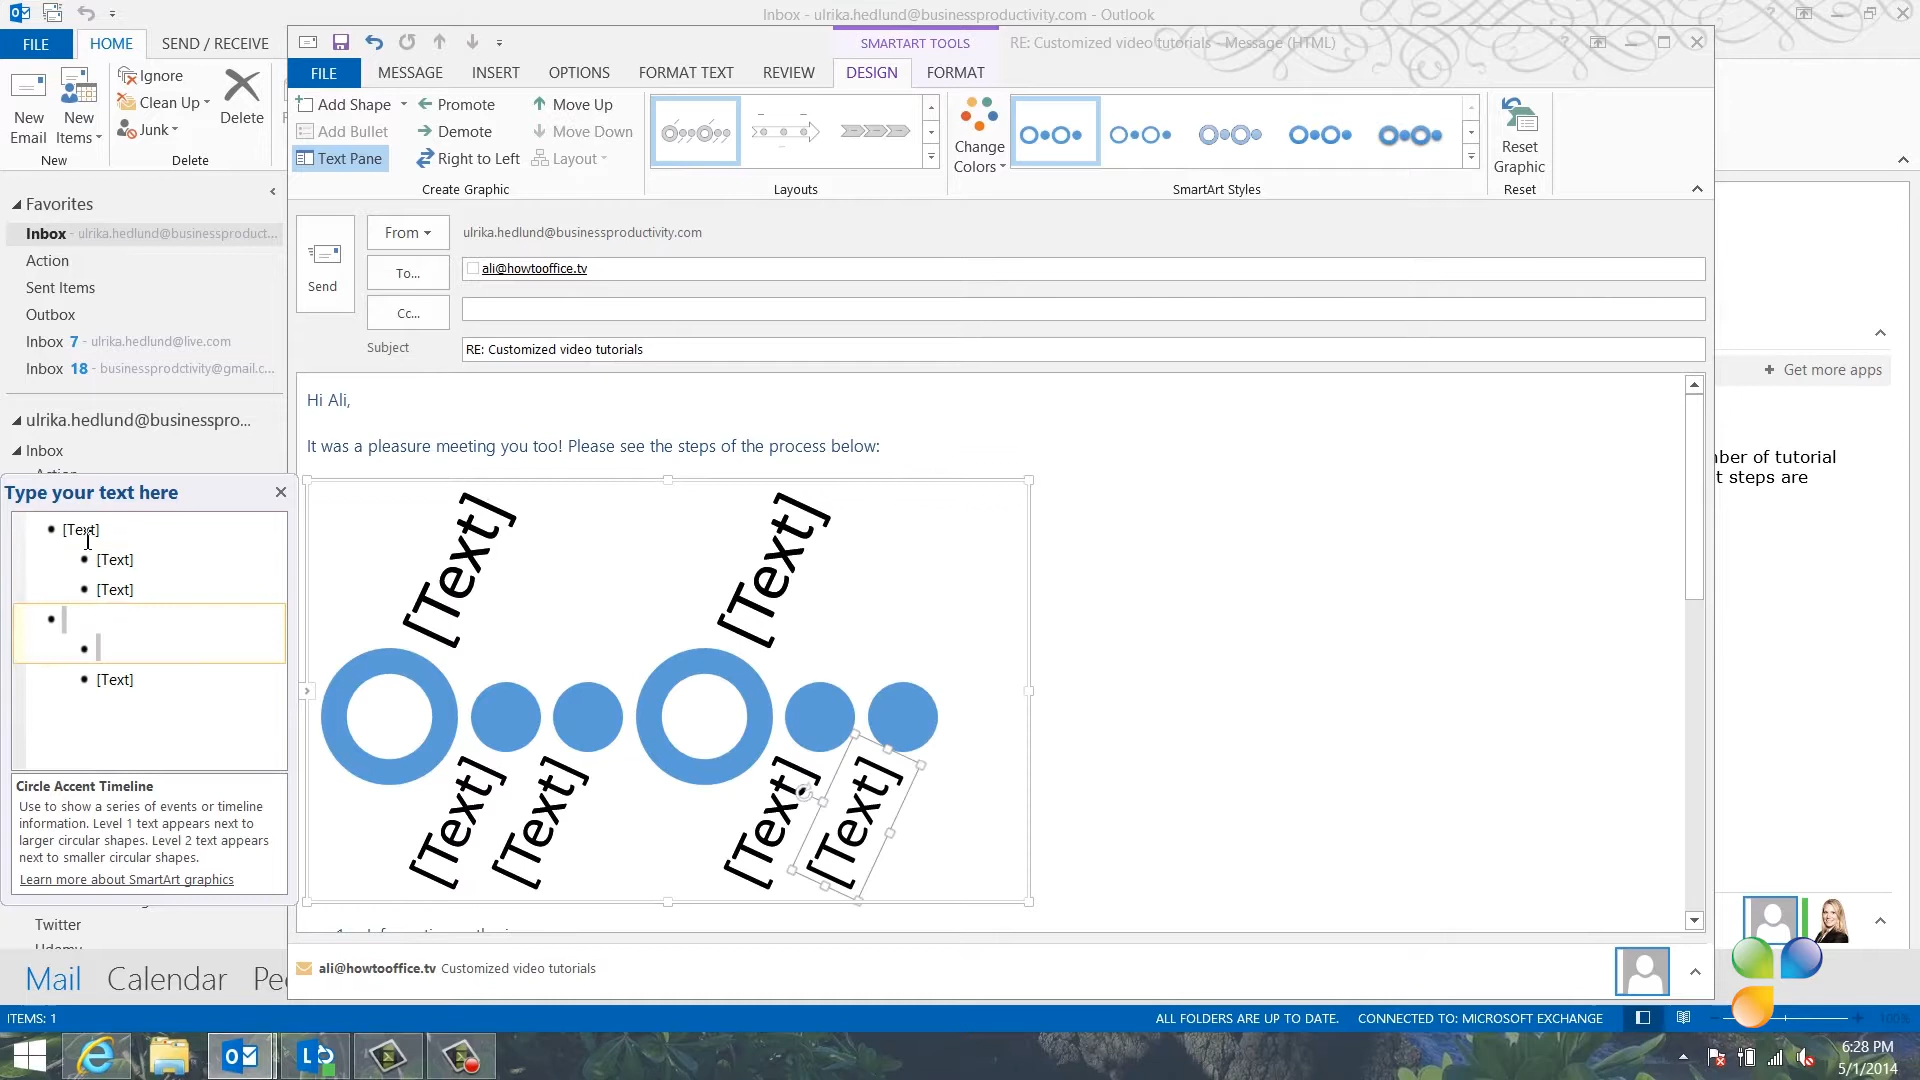 Inbox - ulrika.hedlund@businessproductivity.com - Outlook
FILE
HOME
SEND / RECEIVE
SMARTART TOOLS
RE: Customized video tutorials - Message (HTML)
FILE
MESSAGE
INSERT
OPTIONS
FORMAT TEXT
REVIEW
DESIGN
FORMAT
New Email
New Items
Ignore
Clean Up
Junk
Delete
New
Delete
Add Shape
Add Bullet
Text Pane
Promote
Demote
Right to Left
Move Up
Move Down
Layout
Create Graphic
Layouts
Change Colors
SmartArt Styles
Reset Graphic
Reset
Favorites
Inbox - ulrika.hedlund@businessproduct...
Action
Sent Items
Outbox
Inbox 7 - ulrika.hedlund@live.com
Inbox 18 - businessprodctivity@gmail.c...
ulrika.hedlund@businesspro...
Inbox
Send
From
ulrika.hedlund@businessproductivity.com
To...
ali@howtooffice.tv
Cc...
Subject
RE: Customized video tutorials
Hi Ali,
It was a pleasure meeting you too! Please see the steps of the process below:
[Text]
[Text]
[Text]
[Text]
[Text]
[Text]
Get more apps
ber of tutorial
t steps are
Type your text here
[Text]
[Text]
[Text]
[Text]
Circle Accent Timeline
Use to show a series of events or timeline
information. Level 1 text appears next to
larger circular shapes. Level 2 text appears
next to smaller circular shapes.
Learn more about SmartArt graphics
Twitter
Mail
Calendar
Pe
ali@howtooffice.tv Customized video tutorials
ITEMS: 1
ALL FOLDERS ARE UP TO DATE.
CONNECTED TO: MICROSOFT EXCHANGE
100%
6:28 PM
5/1/2014